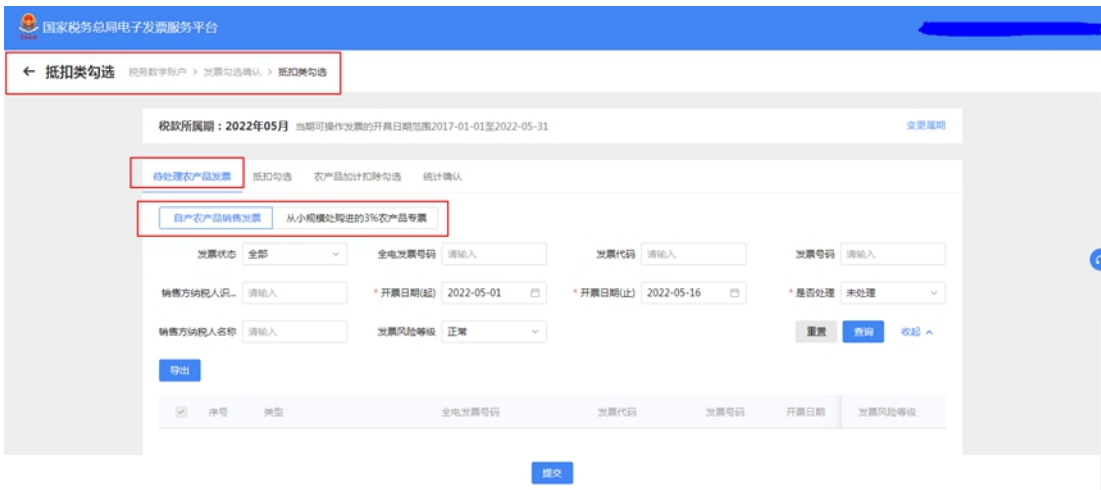 国家税务总局电子发票服务平台
← 抵扣类勾选 税务数字账户 > 发票勾选确认 > 抵扣类勾选
税款所属期：2022年05月 当期可操作发票的开具日期范围2017-01-01至2022-05-31 变更属期
待处理农产品发票 抵扣勾选 农产品加计扣除勾选 统计确认
自产农产品销售发票 从小规模处购进的3%农产品专票
发票状态 全部 全电发票号码 请输入 发票代码 请输入 发票号码 请输入
销售方纳税人识... 请输入 * 开票日期(起) 2022-05-01 * 开票日期(止) 2022-05-16 * 是否处理 未处理
销售方纳税人名称 请输入 发票风险等级 正常 重置 查询 收起
导出
序号 类型 全电发票号码 发票代码 发票号码 开票日期 发票风险等级
提交